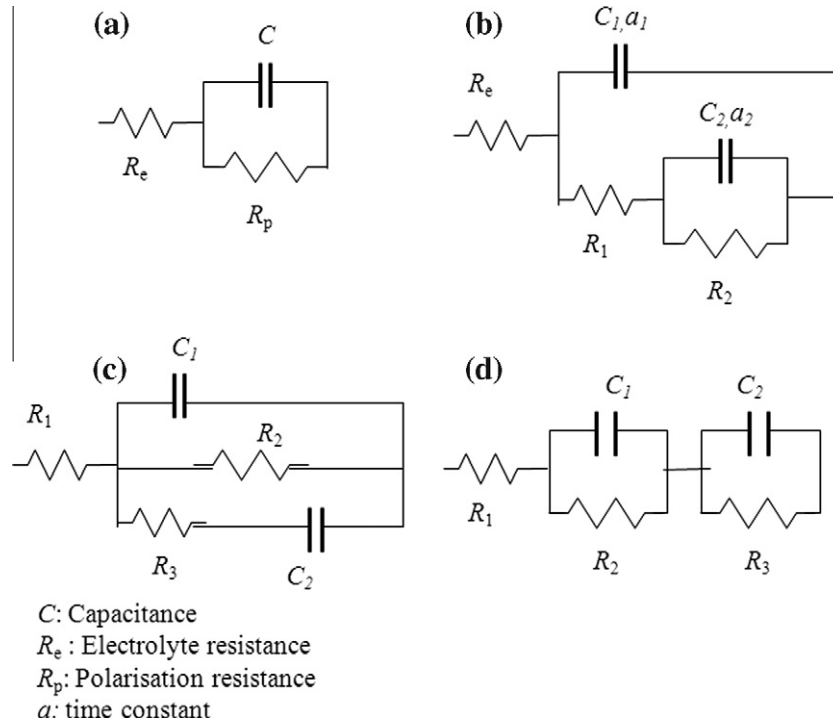 (a)
C
Re
Rp
(b)
C1,a1
Re
C2,a2
R1
R2
(c)
C1
R1
R2
R3
C2
(d)
C1
C2
R1
R2
R3
C: Capacitance
Re : Electrolyte resistance
Rp: Polarisation resistance
a: time constant